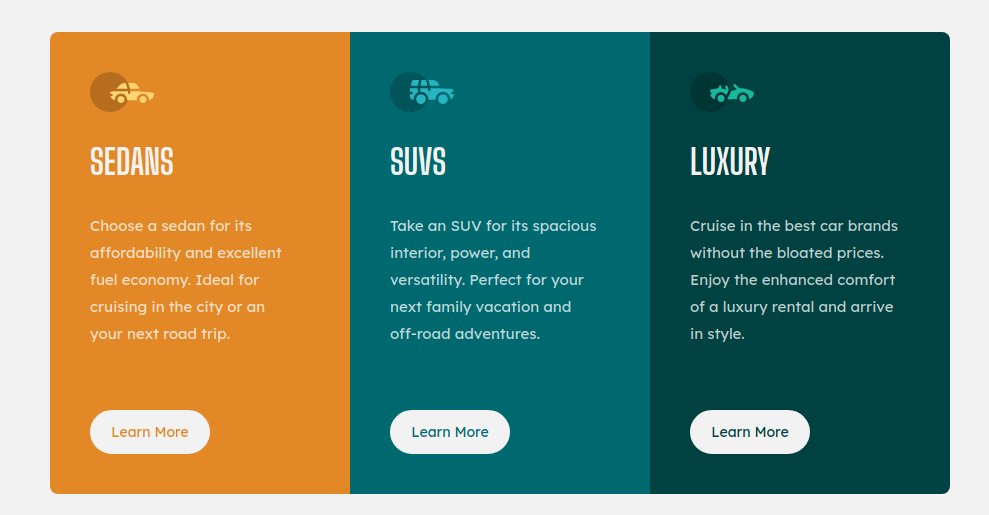 SEDANS
Choose a sedan for its
affordability and excellent
fuel economy. Ideal for
cruising in the city or an
your next road trip.
Learn More
SUVS
Take an SUV for its spacious
interior, power, and
versatility. Perfect for your
next family vacation and
off-road adventures.
Learn More
LUXURY
Cruise in the best car brands
without the bloated prices.
Enjoy the enhanced comfort
of a luxury rental and arrive
in style.
Learn More